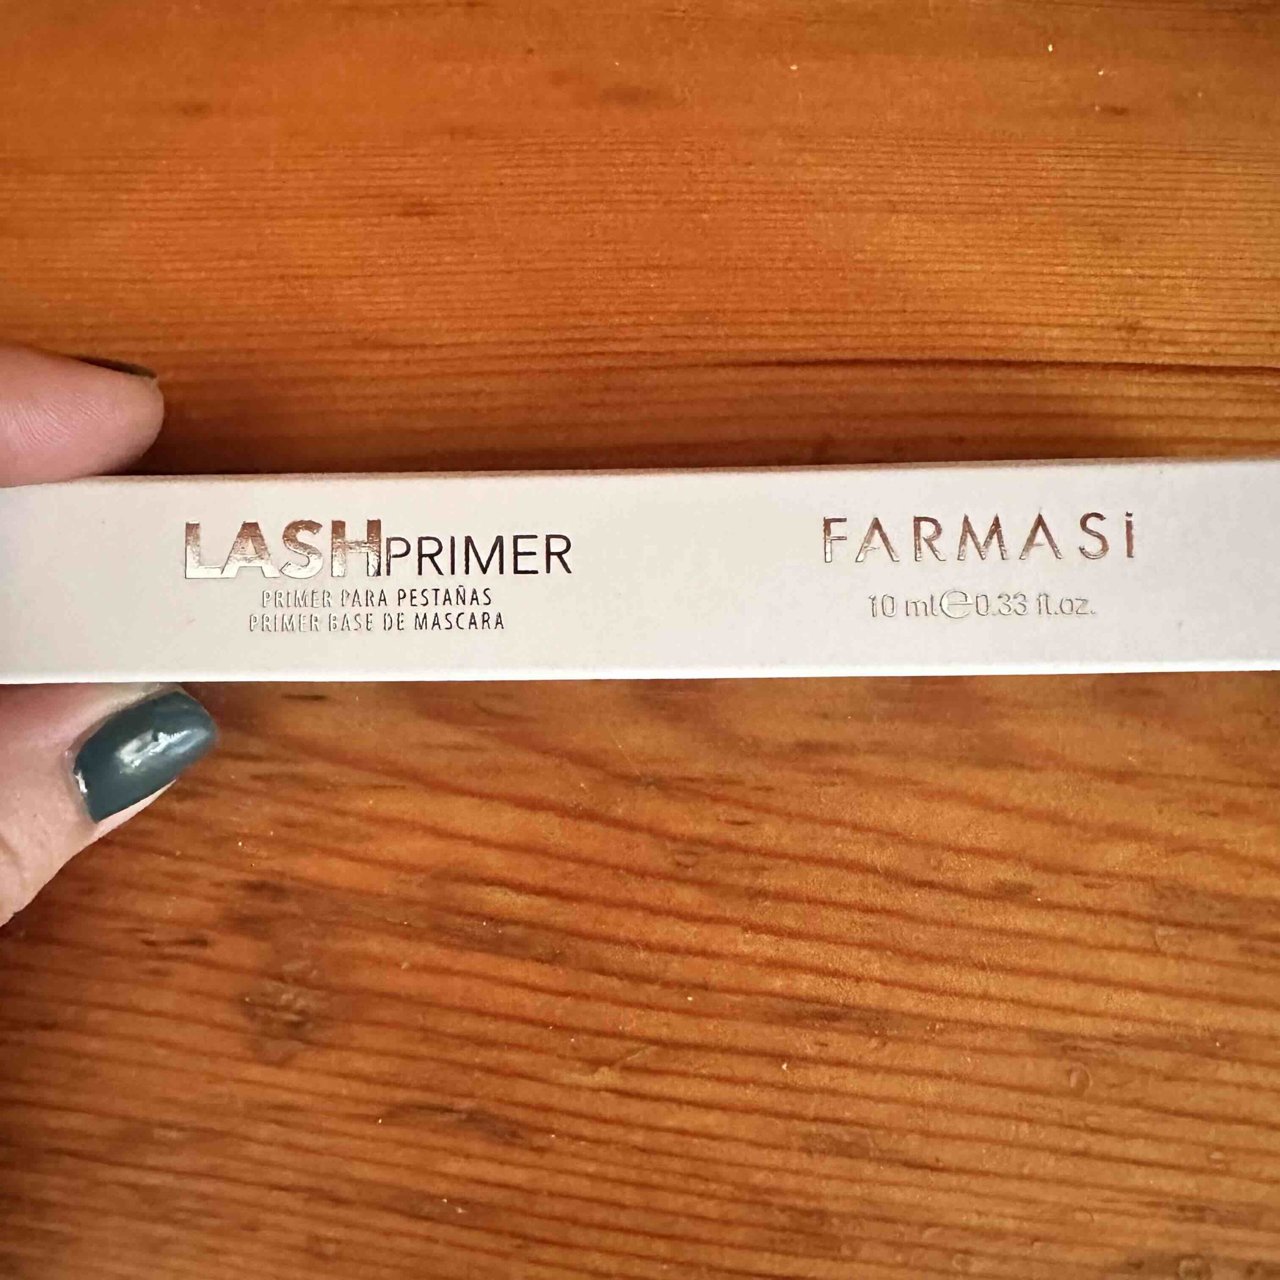 LASHPRIMER
PRIMER PARA PESTAÑAS
PRIMER BASE DE MASCARA
FARMASi
10 ml ℮ 0.33 fl.oz.